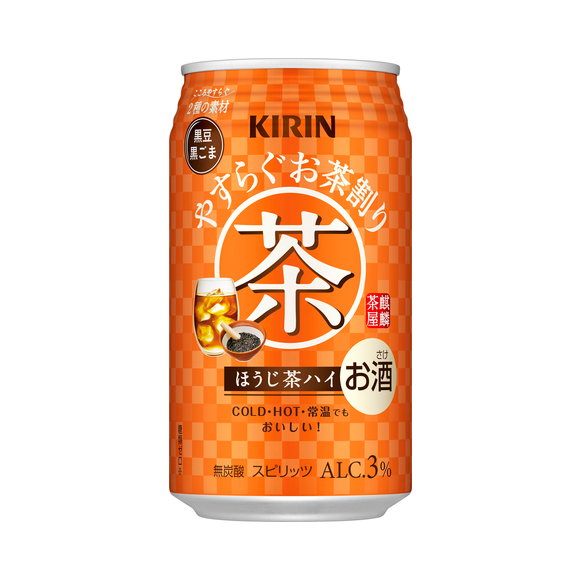 こころやすらぐ
2種の素材
黒豆
黒ごま
KIRIN
やすらぐお茶割り
茶
麒麟
茶屋
ほうじ茶ハイ
さけ
お酒
COLD・HOT・常温でも
おいしい！
無炭酸 スピリッツ ALC.3%